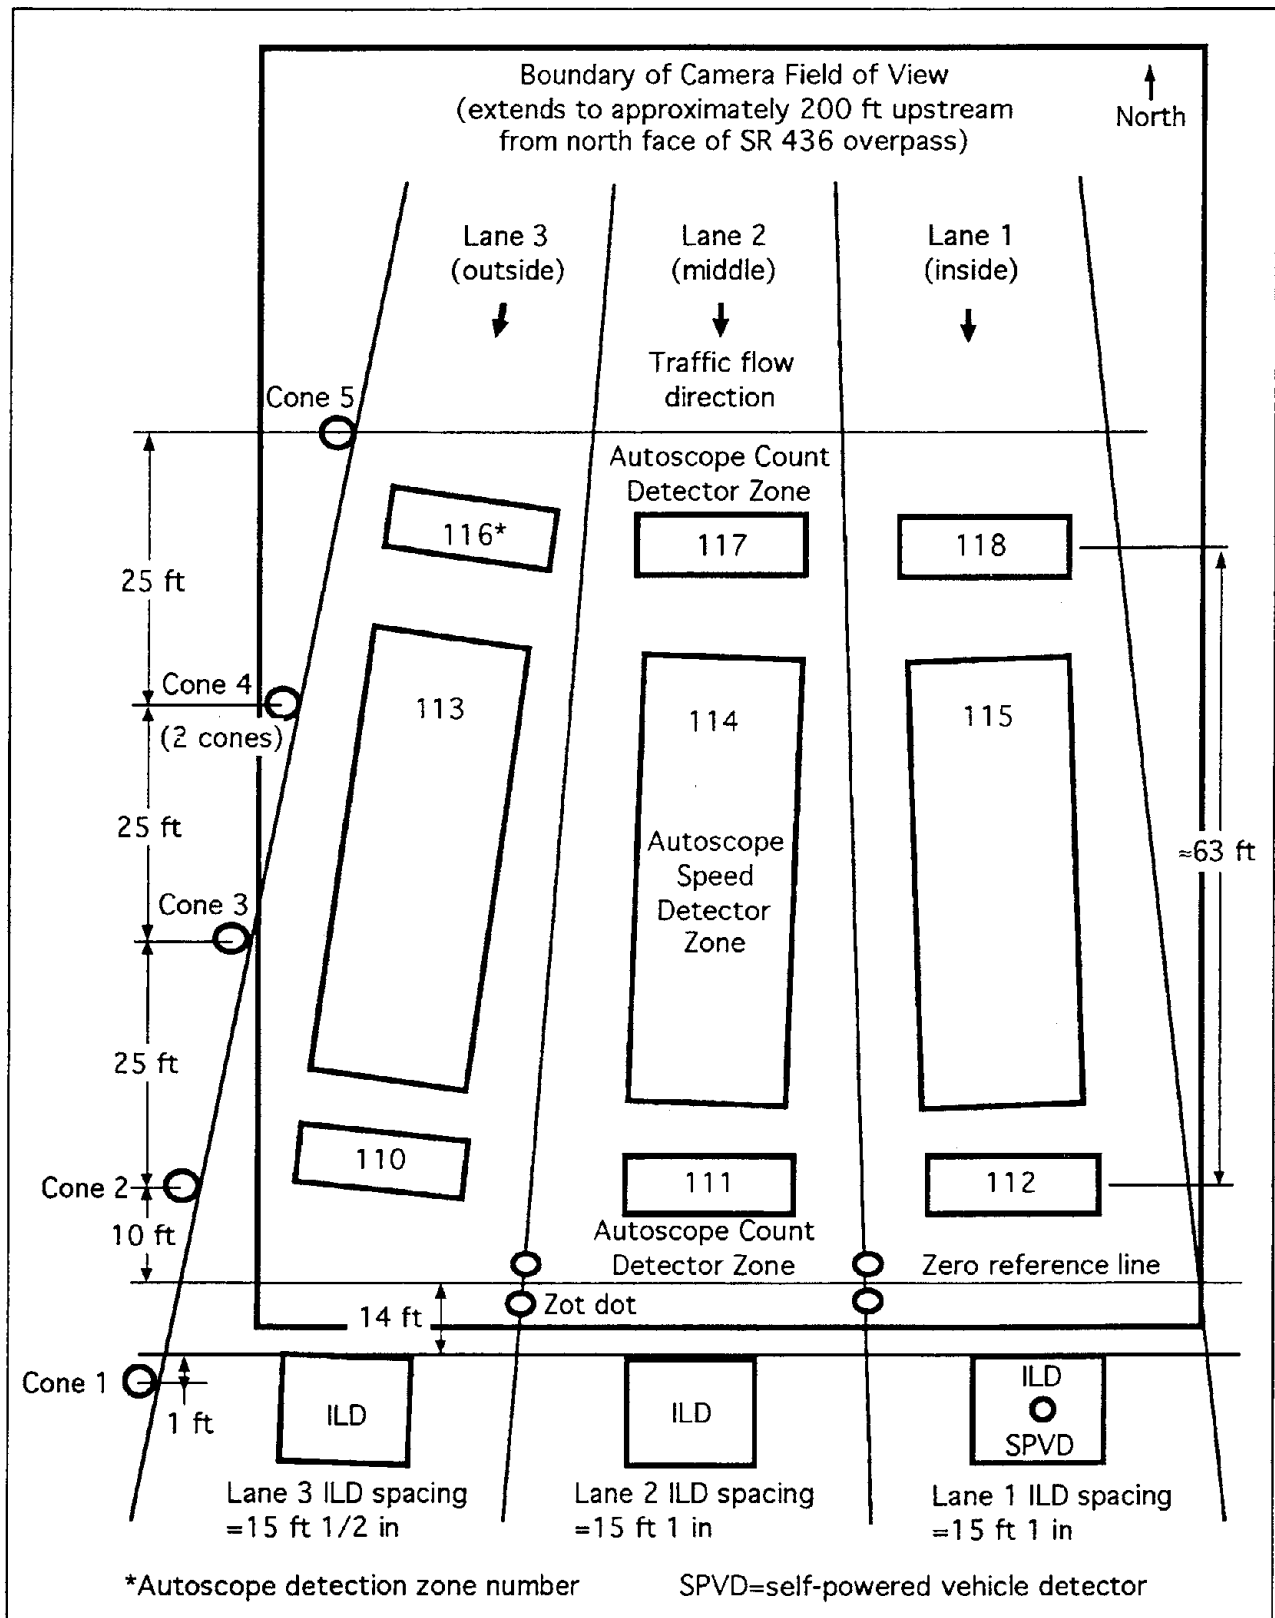 Boundary of Camera Field of View
(extends to approximately 200 ft upstream
from north face of SR 436 overpass)
North
Lane 3
(outside)
Lane 2
(middle)
Lane 1
(inside)
Traffic flow
direction
Cone 5
Autoscope Count
Detector Zone
116*
117
118
25 ft
Cone 4
(2 cones)
113
114
115
25 ft
Autoscope
Speed
Detector
Zone
≈63 ft
Cone 3
25 ft
110
111
112
Cone 2
10 ft
Autoscope Count
Detector Zone
Zero reference line
Zot dot
14 ft
Cone 1
1 ft
ILD
ILD
ILD
SPVD
Lane 3 ILD spacing
=15 ft 1/2 in
Lane 2 ILD spacing
=15 ft 1 in
Lane 1 ILD spacing
=15 ft 1 in
*Autoscope detection zone number
SPVD=self-powered vehicle detector